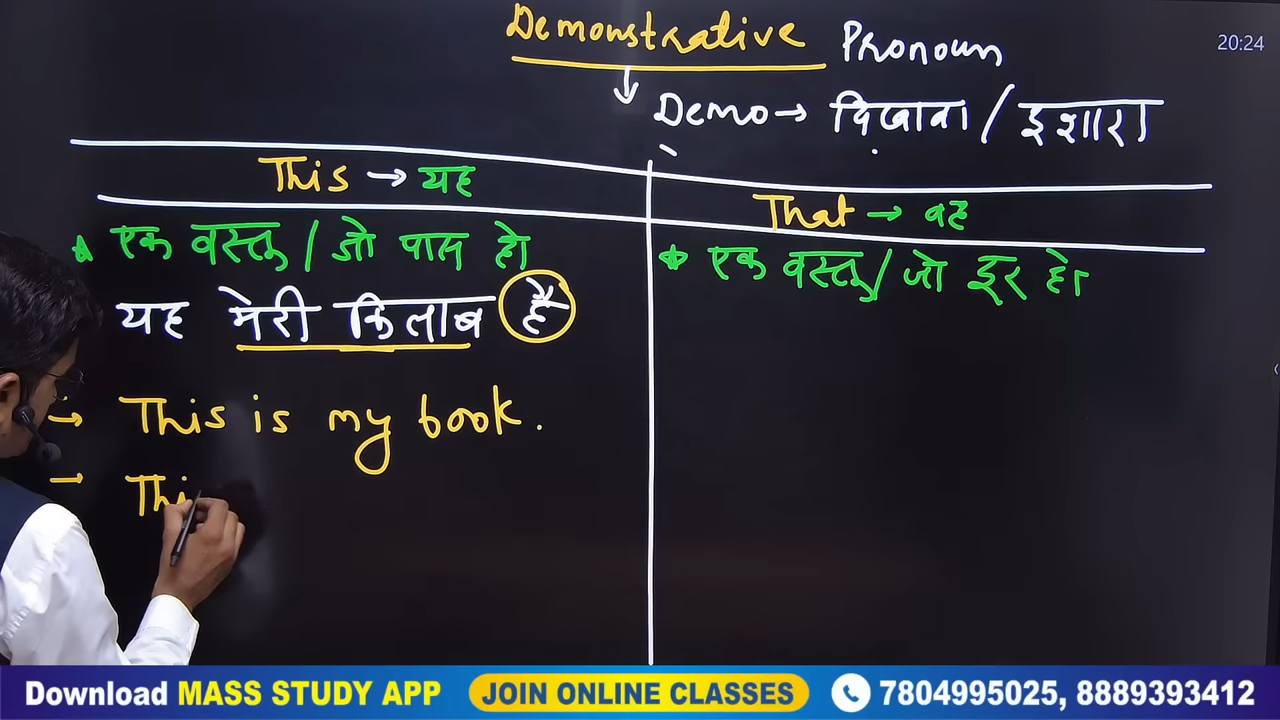 Demonstrative Pronoun
20:24
↓ Demo → दिखावा / इशारा
This → यह
That → वह
* एक वस्तु / जो पास हो
* एक वस्तु / जो दूर हो
यह मेरी किताब है
→ This is my book.
→ Thi
Download MASS STUDY APP JOIN ONLINE CLASSES 7804995025, 8889393412